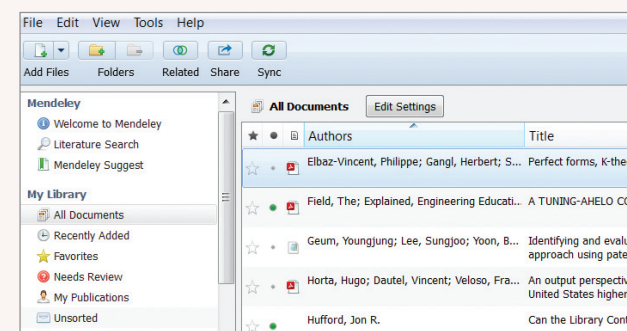 File Edit View Tools Help
Add Files Folders Related Share Sync
Mendeley
Welcome to Mendeley
Literature Search
Mendeley Suggest
My Library
All Documents
Recently Added
Favorites
Needs Review
My Publications
Unsorted
All Documents Edit Settings
Authors Title
Elbaz-Vincent, Philippe; Gangl, Herbert; S... Perfect forms, K-the
Field, The; Explained, Engineering Educati... A TUNING-AHELO CO
Geum, Youngjung; Lee, Sungjoo; Yoon, B... Identifying and evalu
approach using pate
Horta, Hugo; Dautel, Vincent; Veloso, Fra... An output perspectiv
United States higher
Hufford, Jon R. Can the Library Cont